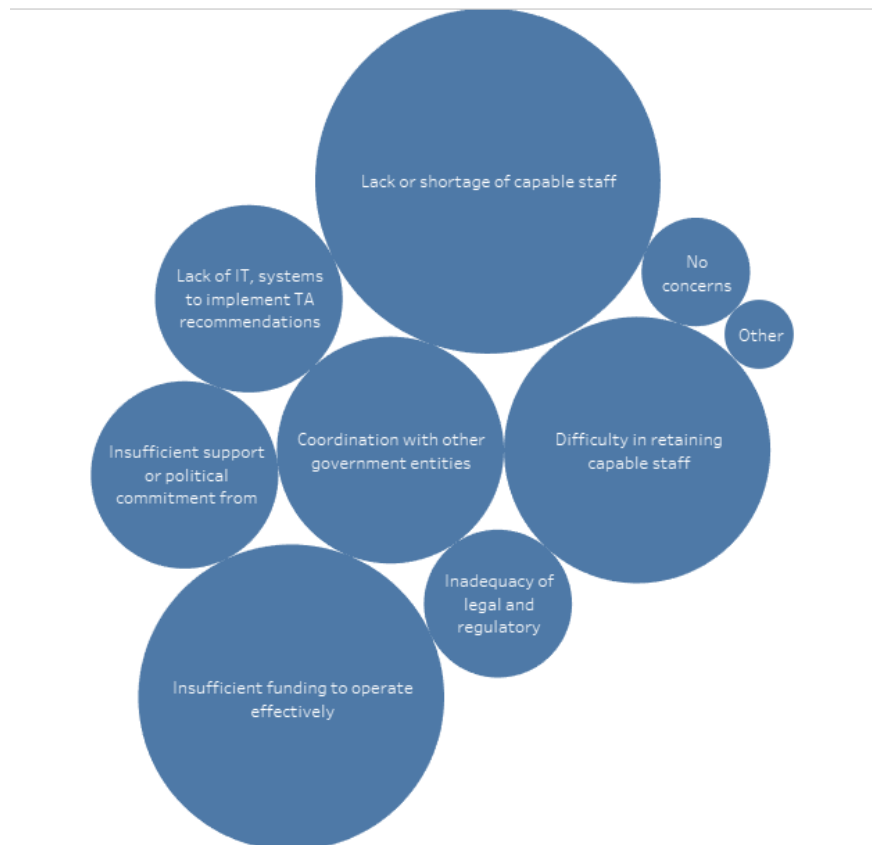 Lack or shortage of capable staff
No
concerns
Lack of IT, systems
to implement TA
recommendations
Other
Coordination with other
government entities
Difficulty in retaining
capable staff
Insufficient support
or political
commitment from
Inadequacy of
legal and
regulatory
Insufficient funding to operate
effectively